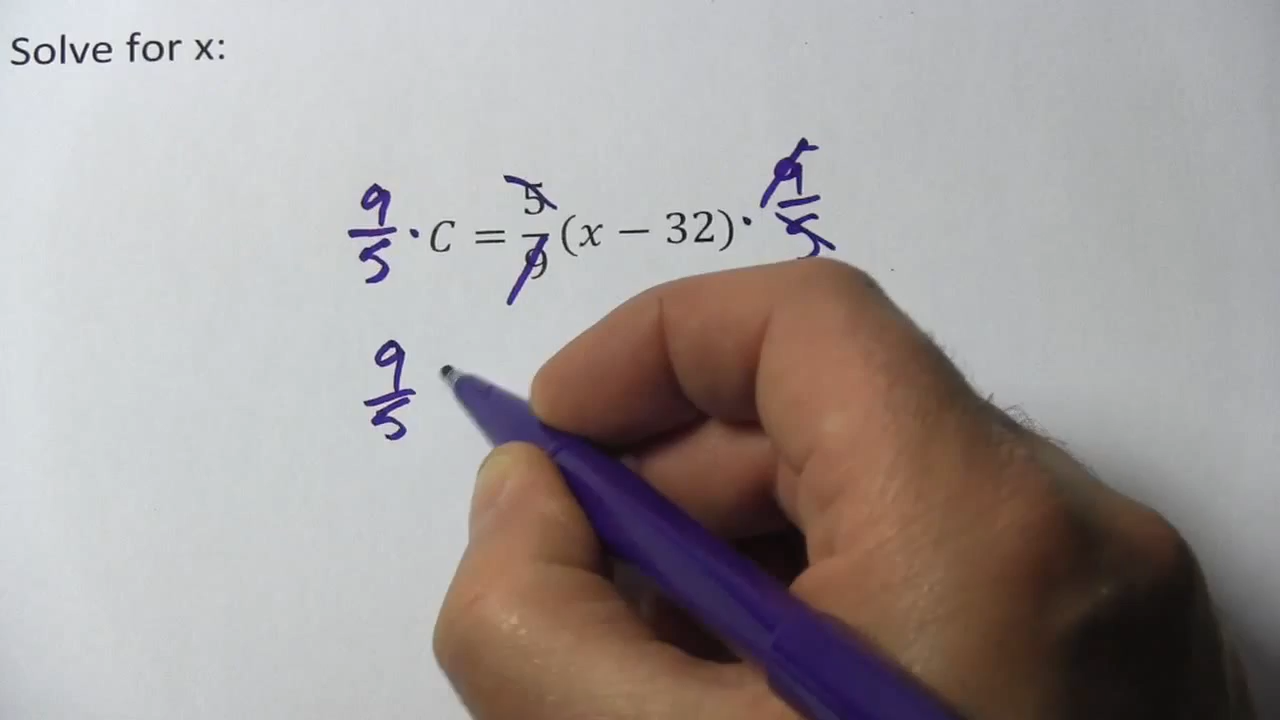 Solve for x:
9/5 · C = 5/9 (x − 32) · 9/5
9/5